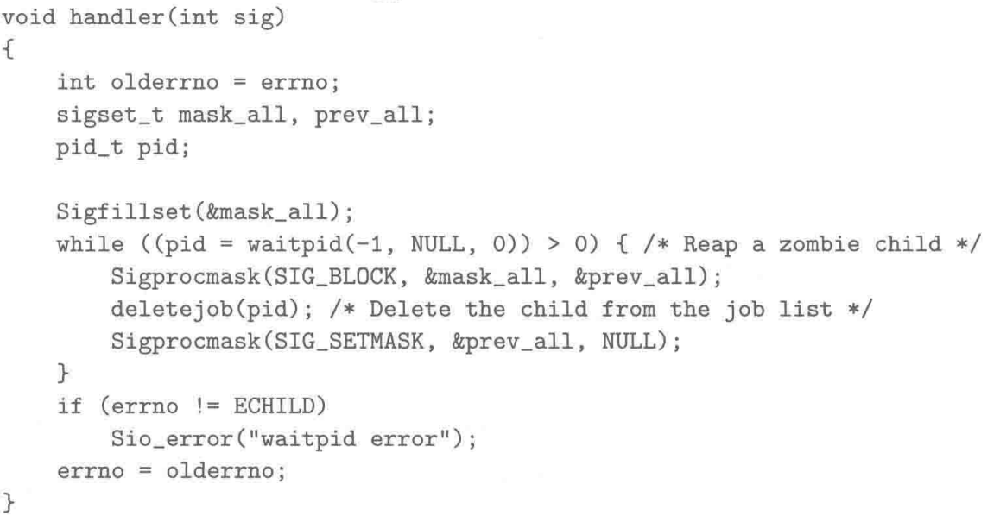 void handler(int sig)
{
    int olderrno = errno;
    sigset_t mask_all, prev_all;
    pid_t pid;

    Sigfillset(&mask_all);
    while ((pid = waitpid(-1, NULL, 0)) > 0) { /* Reap a zombie child */
        Sigprocmask(SIG_BLOCK, &mask_all, &prev_all);
        deletejob(pid); /* Delete the child from the job list */
        Sigprocmask(SIG_SETMASK, &prev_all, NULL);
    }
    if (errno != ECHILD)
        Sio_error("waitpid error");
    errno = olderrno;
}